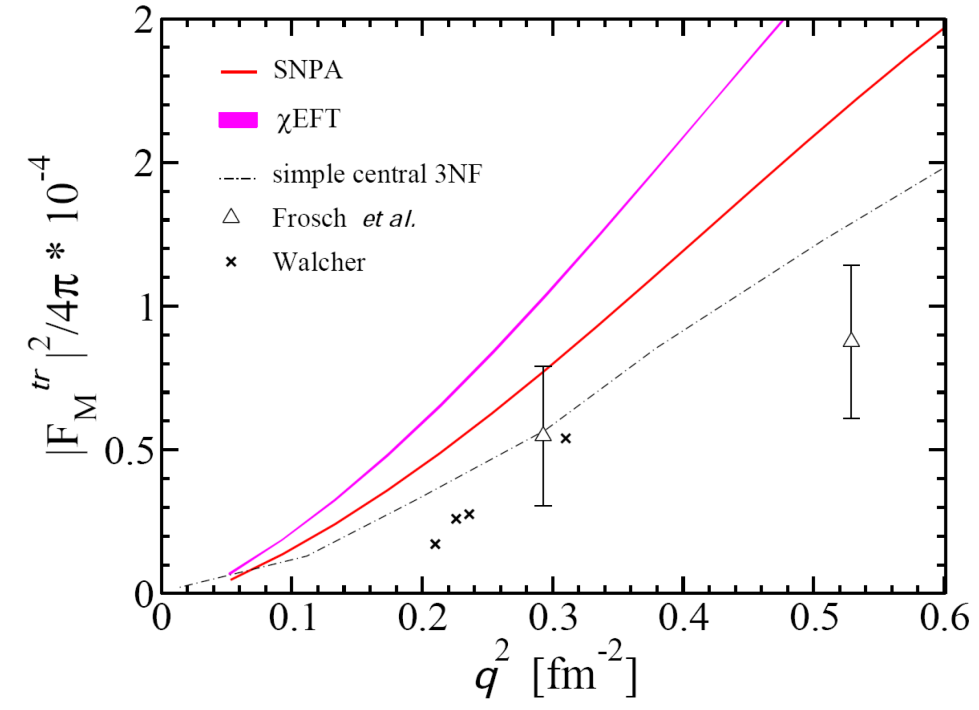 2
SNPA
χEFT
2
simple central 3NF
Frosch et al.
Walcher
1
0.5
0
|F_M^tr|²/4π * 10⁻⁴
0 0.1 0.2 0.3 0.4 0.5 0.6
q² [fm⁻²]